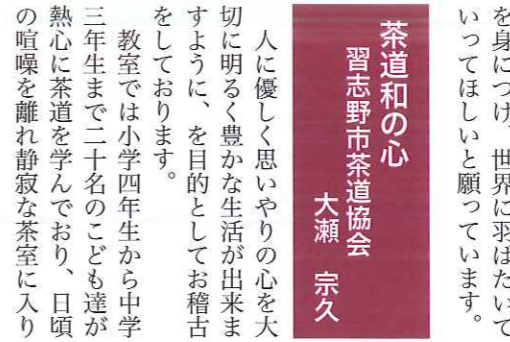 を身につけ、世界に羽ばたいて
いってほしいと願っています。
茶道和の心
習志野市茶道協会
大瀬　宗久
人に優しく思いやりの心を大
切に明るく豊かな生活が出来ま
すように、を目的としてお稽古
をしております。
教室では小学四年生から中学
三年生まで二十名のこども達が
熱心に茶道を学んでおり、日頃
の喧噪を離れ静寂な茶室に入り